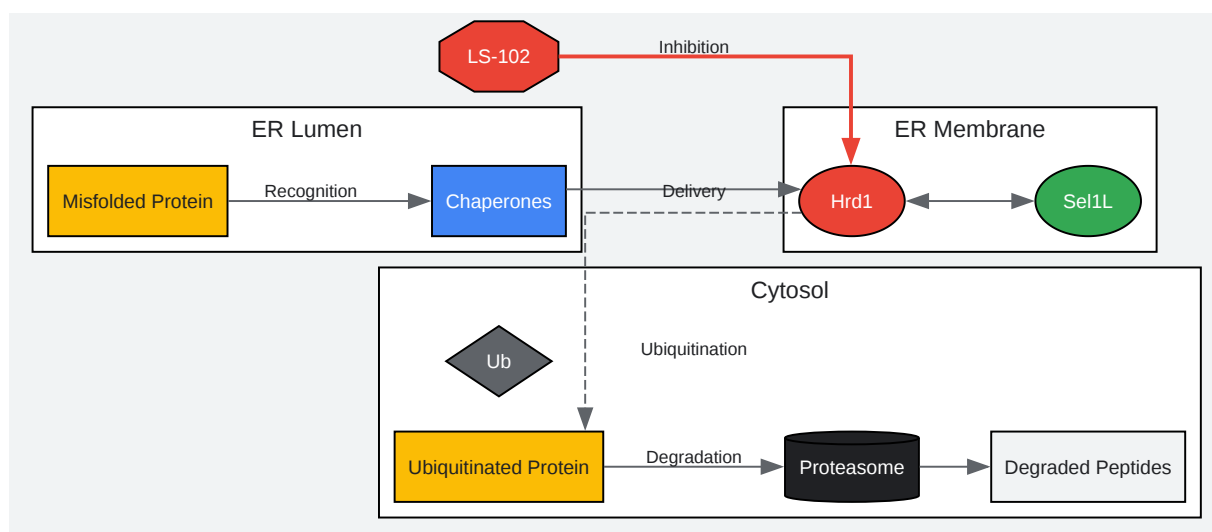 LS-102
Inhibition
ER Lumen
ER Membrane
Misfolded Protein
Recognition
Chaperones
Delivery
Hrd1
Sel1L
Cytosol
Ub
Ubiquitination
Ubiquitinated Protein
Degradation
Proteasome
Degraded Peptides